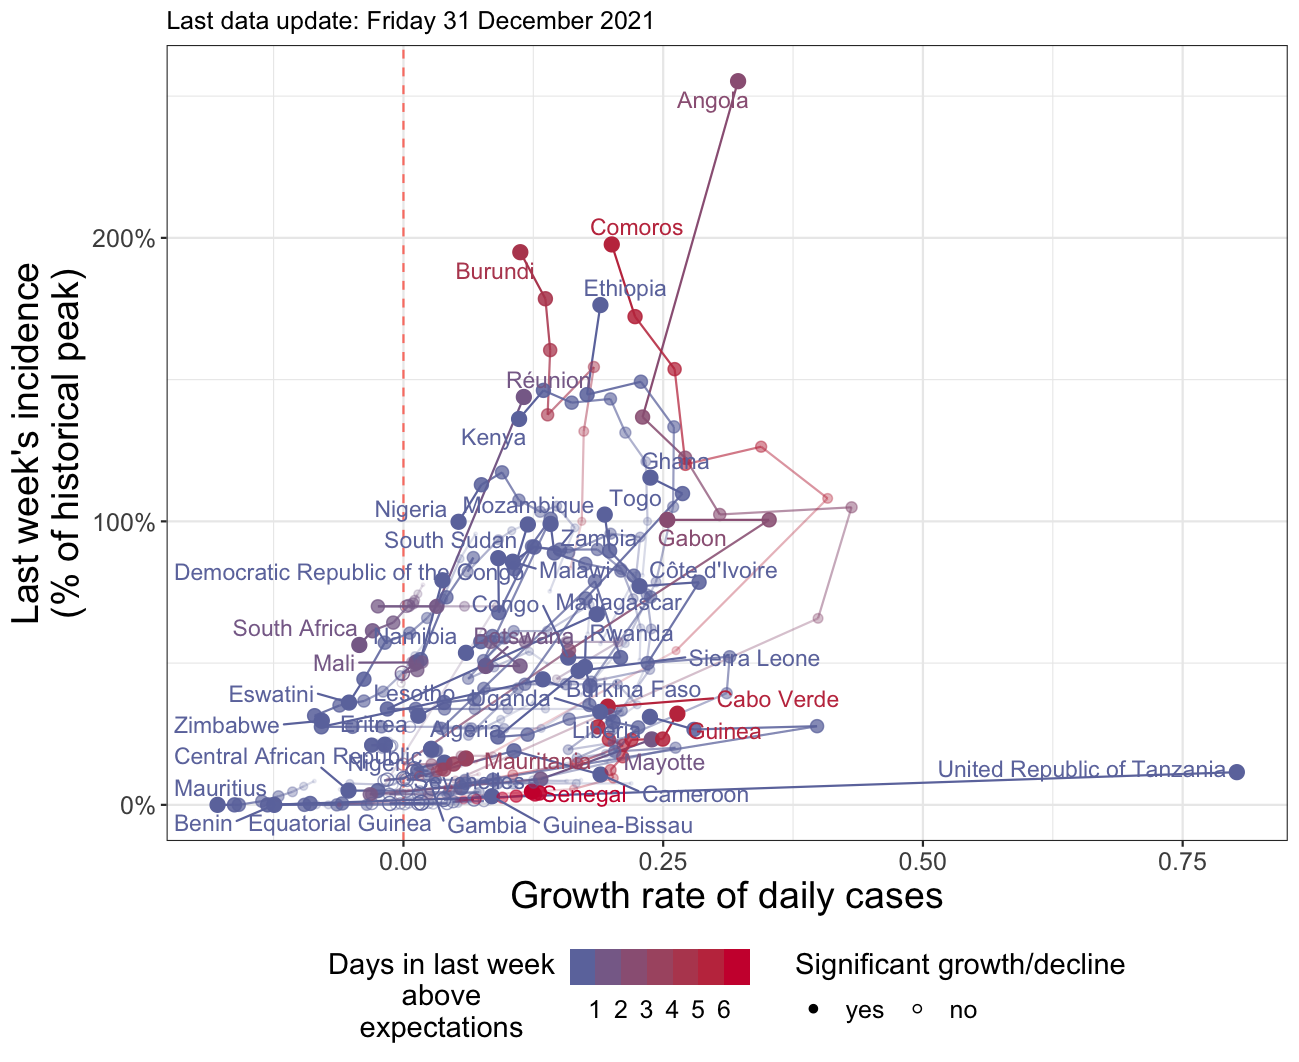 Last data update: Friday 31 December 2021
Last week's incidence
(% of historical peak)
200%
100%
0%
Angola
Comoros
Burundi
Ethiopia
Réunion
Kenya
Ghana
Togo
Nigeria
Mozambique
South Sudan
Zambia
Gabon
Democratic Republic of the Congo
Malawi
Côte d'Ivoire
Congo
Madagascar
South Africa
Namibia
Botswana
Rwanda
Mali
Sierra Leone
Eswatini
Lesotho
Uganda
Burkina Faso
Cabo Verde
Zimbabwe
Eritrea
Algeria
Liberia
Guinea
Central African Republic
Niger
Mauritania
Mayotte
United Republic of Tanzania
Mauritius
Seychelles
Senegal
Cameroon
Benin
Equatorial Guinea
Gambia
Guinea-Bissau
0.00
0.25
0.50
0.75
Growth rate of daily cases
Days in last week
above
expectations
1 2 3 4 5 6
Significant growth/decline
yes
no